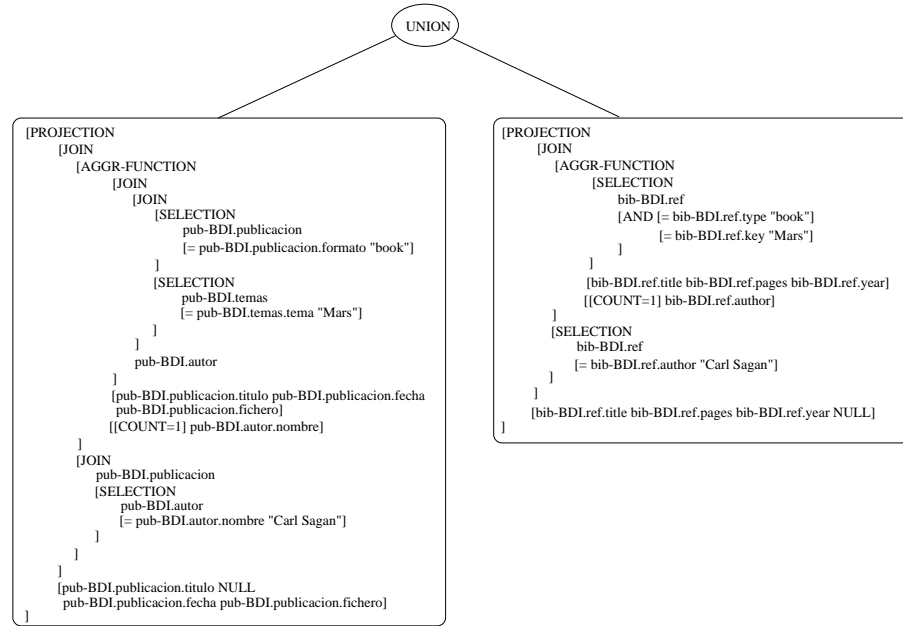 UNION
[PROJECTION
[JOIN
[AGGR-FUNCTION
[JOIN
[JOIN
[SELECTION
pub-BDI.publicacion
[= pub-BDI.publicacion.formato "book"]
]
[SELECTION
pub-BDI.temas
[= pub-BDI.temas.tema "Mars"]
]
]
pub-BDI.autor
]
[pub-BDI.publicacion.titulo pub-BDI.publicacion.fecha
pub-BDI.publicacion.fichero]
[[COUNT=1] pub-BDI.autor.nombre]
]
[JOIN
pub-BDI.publicacion
[SELECTION
pub-BDI.autor
[= pub-BDI.autor.nombre "Carl Sagan"]
]
]
]
[pub-BDI.publicacion.titulo NULL
pub-BDI.publicacion.fecha pub-BDI.publicacion.fichero]
]
[PROJECTION
[JOIN
[AGGR-FUNCTION
[SELECTION
bib-BDI.ref
[AND [= bib-BDI.ref.type "book"]
[= bib-BDI.ref.key "Mars"]
]
]
[bib-BDI.ref.title bib-BDI.ref.pages bib-BDI.ref.year]
[[COUNT=1] bib-BDI.ref.author]
]
[SELECTION
bib-BDI.ref
[= bib-BDI.ref.author "Carl Sagan"]
]
]
[bib-BDI.ref.title bib-BDI.ref.pages bib-BDI.ref.year NULL]
]